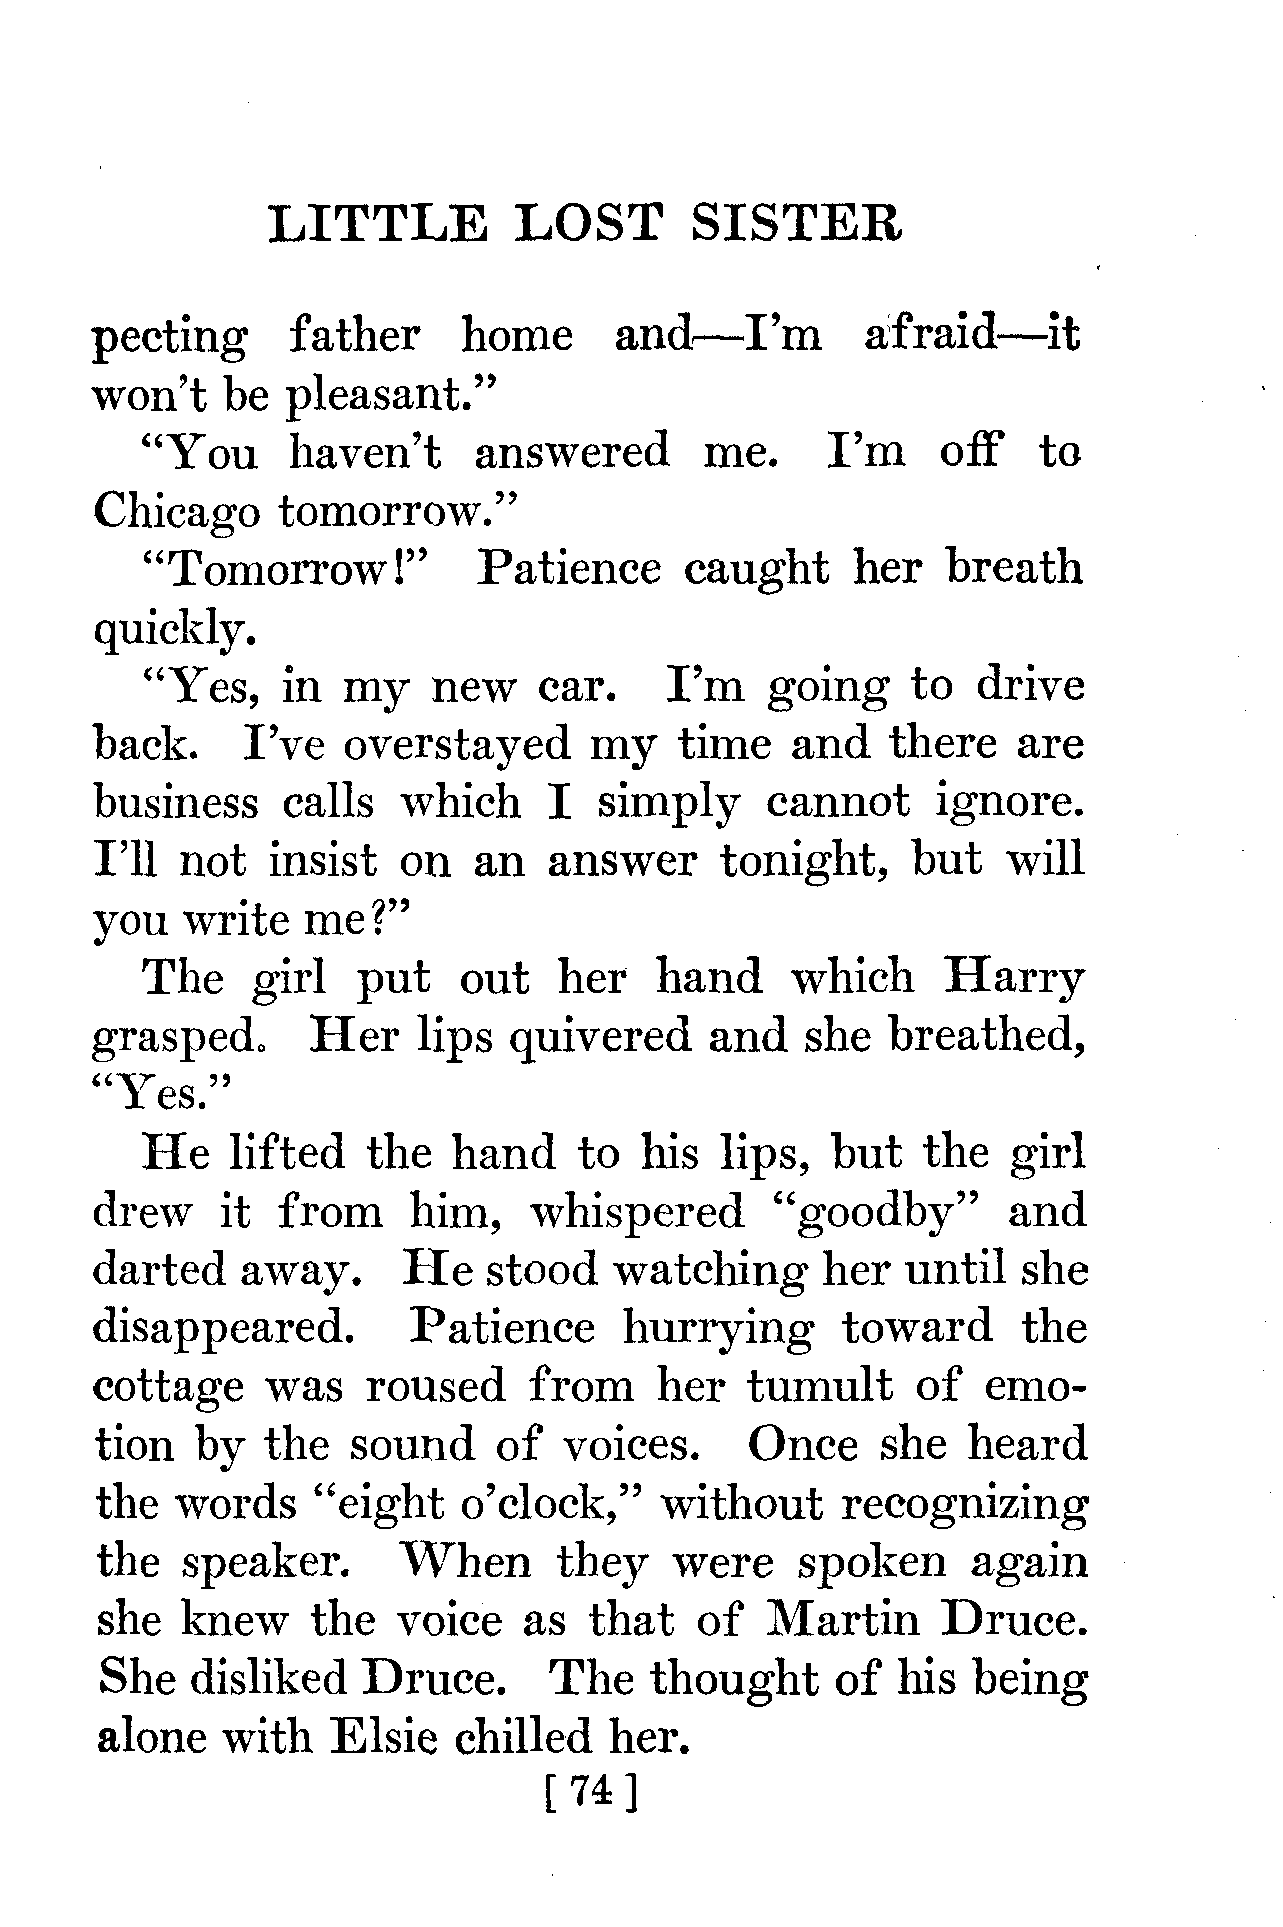 LITTLE LOST SISTER
pecting father home and—I'm afraid—it
won't be pleasant."
"You haven't answered me. I'm off to
Chicago tomorrow."
"Tomorrow!" Patience caught her breath
quickly.
"Yes, in my new car. I'm going to drive
back. I've overstayed my time and there are
business calls which I simply cannot ignore.
I'll not insist on an answer tonight, but will
you write me?"
The girl put out her hand which Harry
grasped. Her lips quivered and she breathed,
"Yes."
He lifted the hand to his lips, but the girl
drew it from him, whispered "goodby" and
darted away. He stood watching her until she
disappeared. Patience hurrying toward the
cottage was roused from her tumult of emo-
tion by the sound of voices. Once she heard
the words "eight o'clock," without recognizing
the speaker. When they were spoken again
she knew the voice as that of Martin Druce.
She disliked Druce. The thought of his being
alone with Elsie chilled her.
[ 74 ]